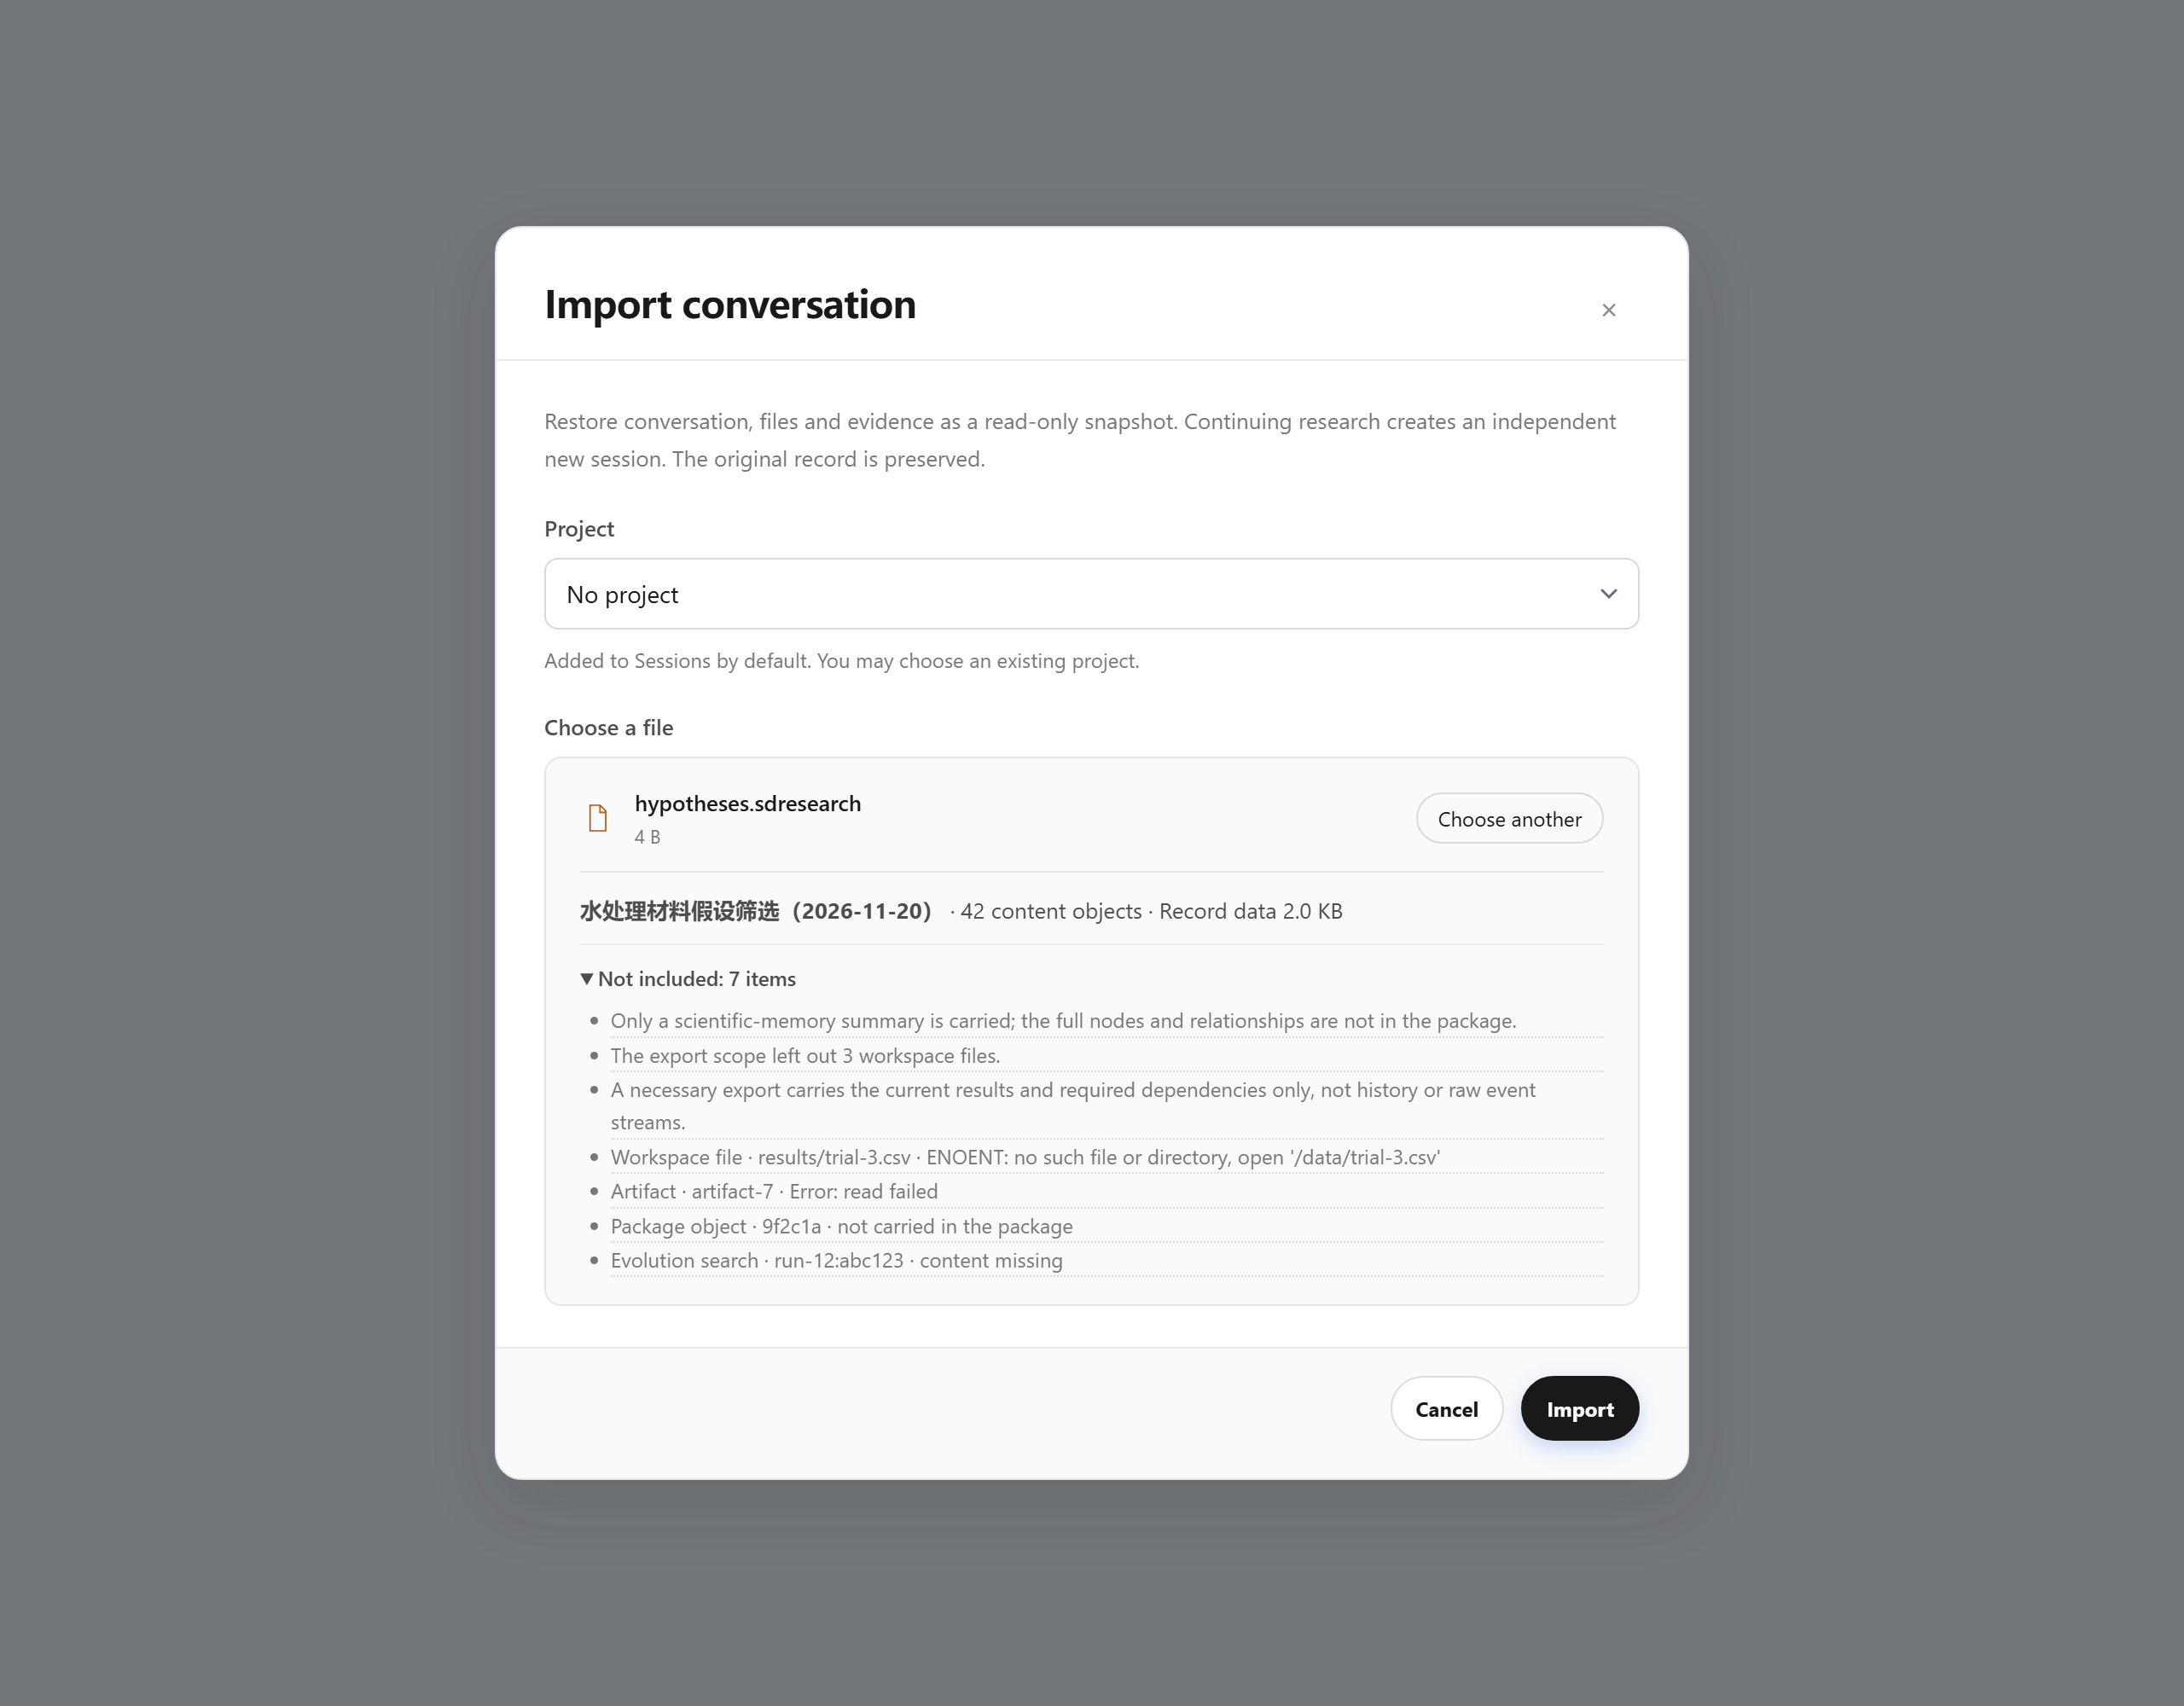 Import conversation
×
Restore conversation, files and evidence as a read-only snapshot. Continuing research creates an independent
new session. The original record is preserved.
Project
No project
Added to Sessions by default. You may choose an existing project.
Choose a file
hypotheses.sdresearch
4 B
Choose another
水处理材料假设筛选（2026-11-20） · 42 content objects · Record data 2.0 KB
▼ Not included: 7 items
• Only a scientific-memory summary is carried; the full nodes and relationships are not in the package.
• The export scope left out 3 workspace files.
• A necessary export carries the current results and required dependencies only, not history or raw event
streams.
• Workspace file · results/trial-3.csv · ENOENT: no such file or directory, open '/data/trial-3.csv'
• Artifact · artifact-7 · Error: read failed
• Package object · 9f2c1a · not carried in the package
• Evolution search · run-12:abc123 · content missing
Cancel
Import